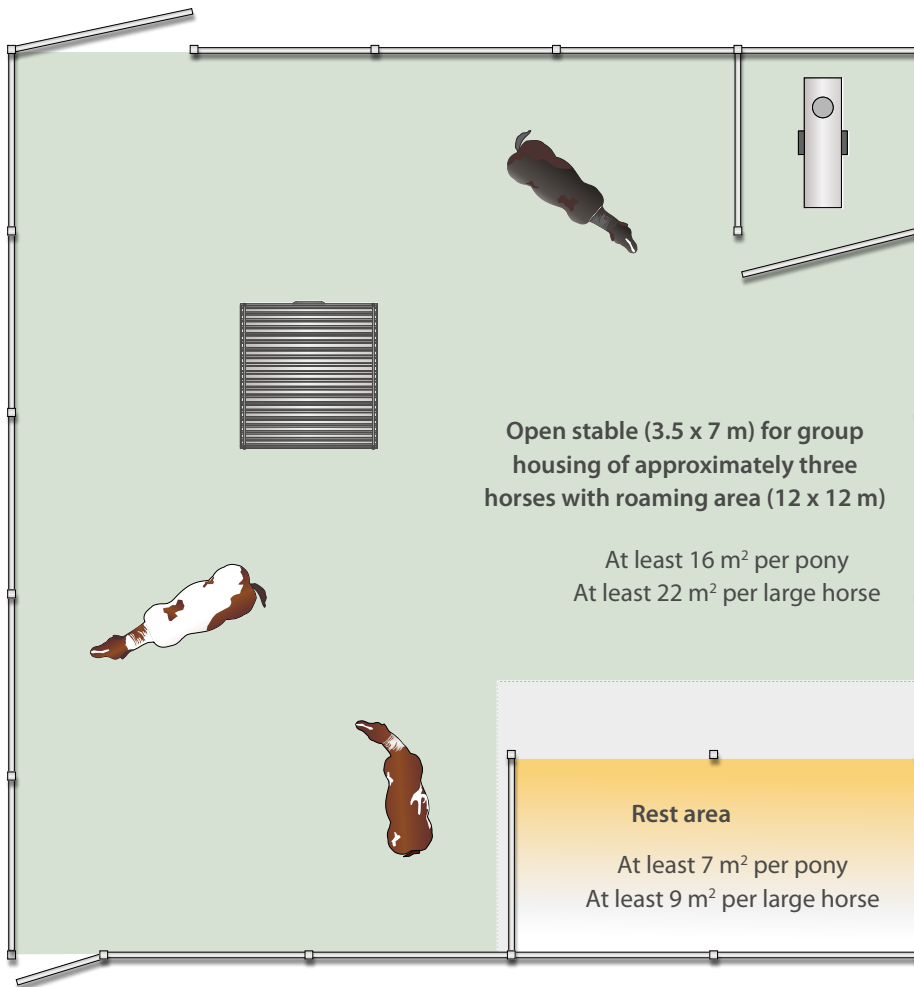 Open stable (3.5 x 7 m) for group
housing of approximately three
horses with roaming area (12 x 12 m)
At least 16 m² per pony
At least 22 m² per large horse
Rest area
At least 7 m² per pony
At least 9 m² per large horse